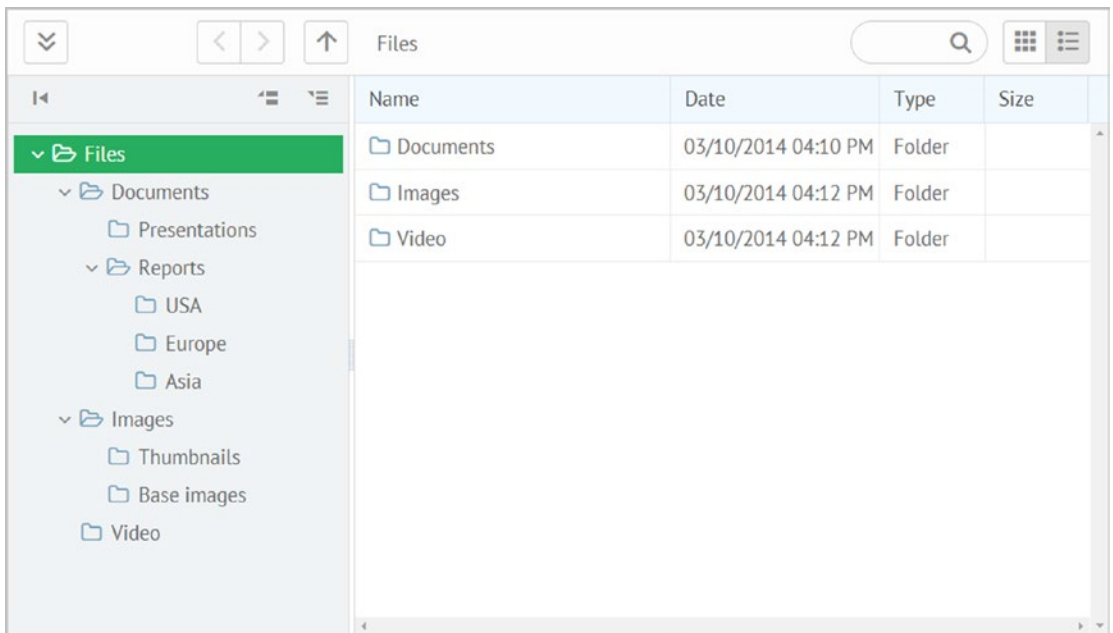 Files
Name Date Type Size
Files
Documents
Presentations
Reports
USA
Europe
Asia
Images
Thumbnails
Base images
Video
Documents 03/10/2014 04:10 PM Folder
Images 03/10/2014 04:12 PM Folder
Video 03/10/2014 04:12 PM Folder